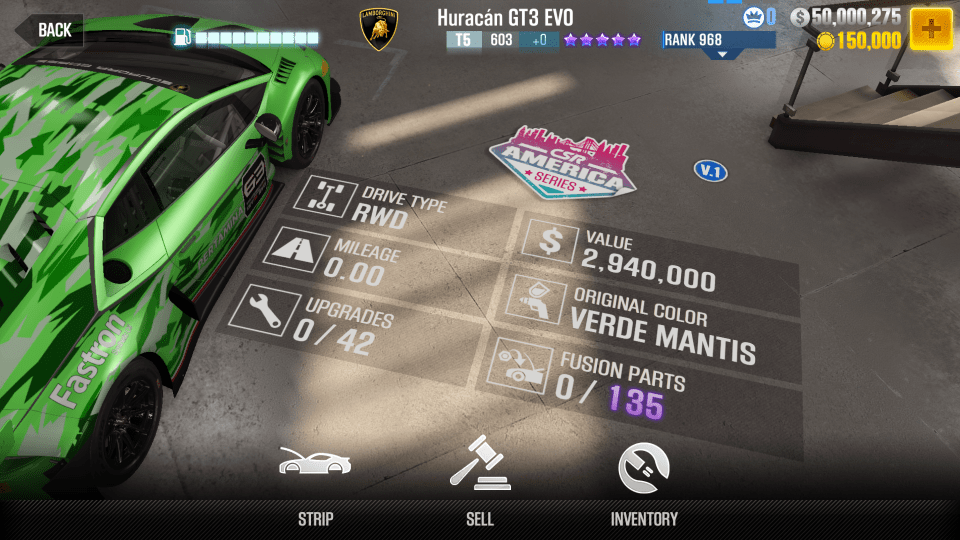 BACK
LAMBORGHINI
Huracán GT3 EVO
T5 603 +0
RANK 968
0
$ 50,000,275
150,000
CSR
AMERICA
SERIES
V.1
DRIVE TYPE
RWD
MILEAGE
0.00
UPGRADES
0 / 42
$ VALUE
2,940,000
ORIGINAL COLOR
VERDE MANTIS
FUSION PARTS
0 / 135
63
Fastron
STRIP
SELL
INVENTORY